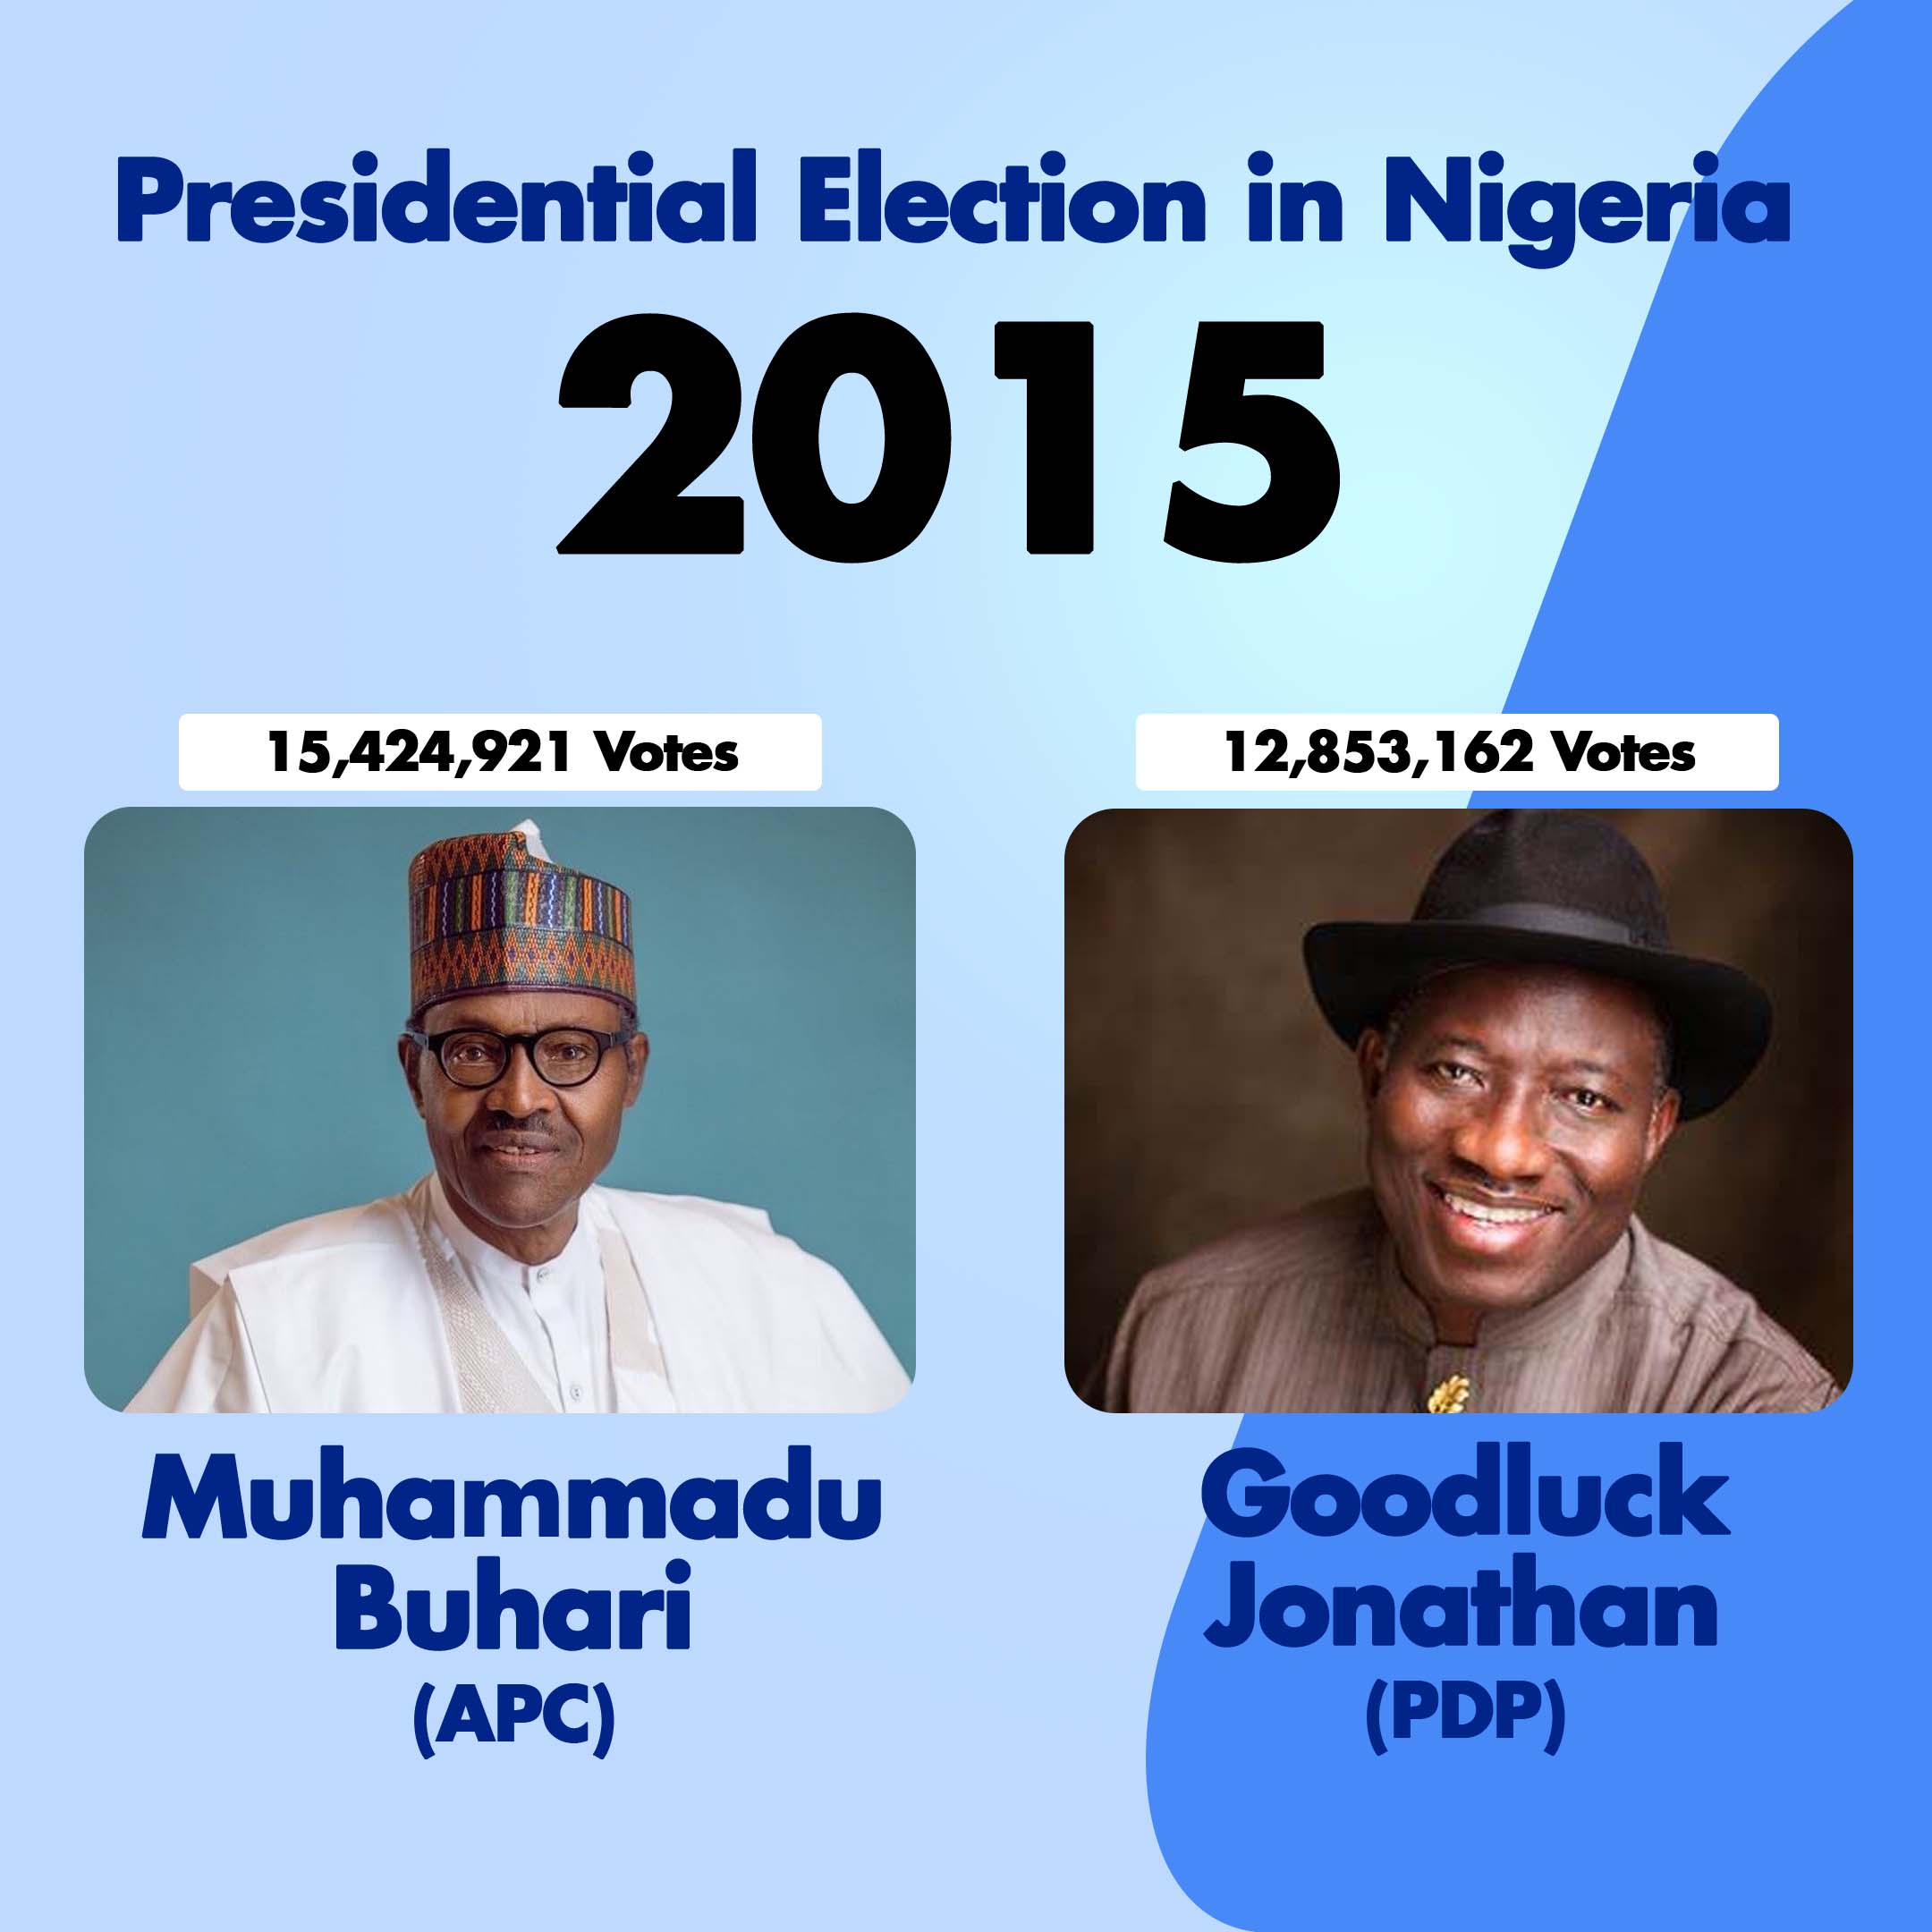 Presidential Election in Nigeria
2015
15,424,921 Votes
12,853,162 Votes
Muhammadu
Buhari
(APC)
Goodluck
Jonathan
(PDP)